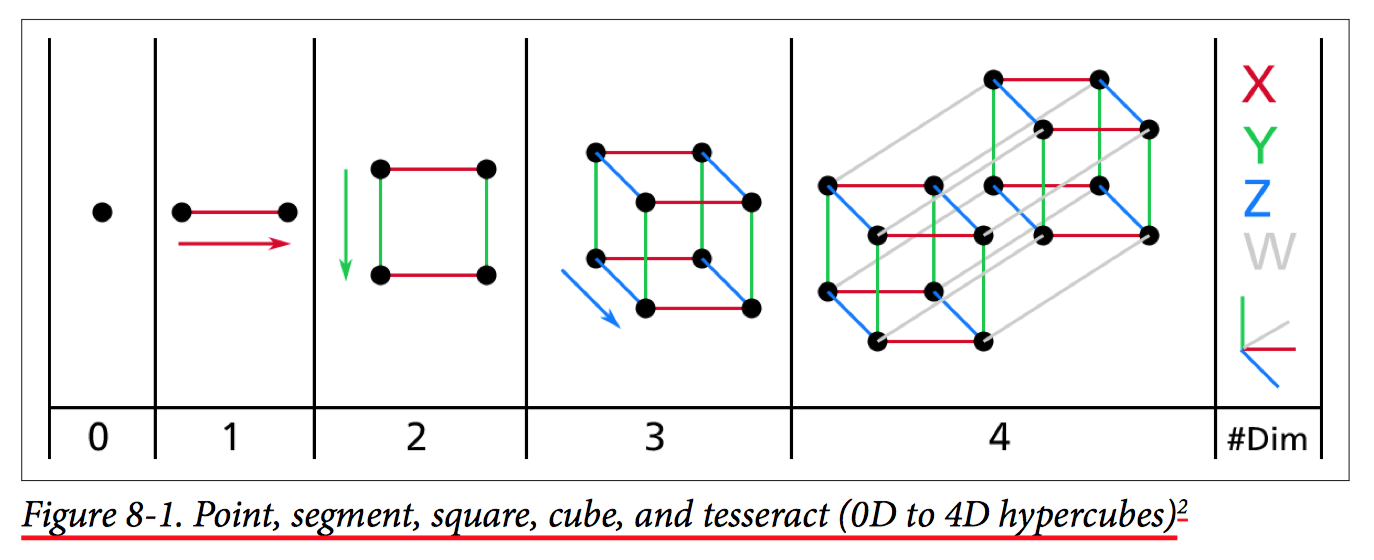 X
Y
Z
W
0 1 2 3 4 #Dim
Figure 8-1. Point, segment, square, cube, and tesseract (0D to 4D hypercubes)2